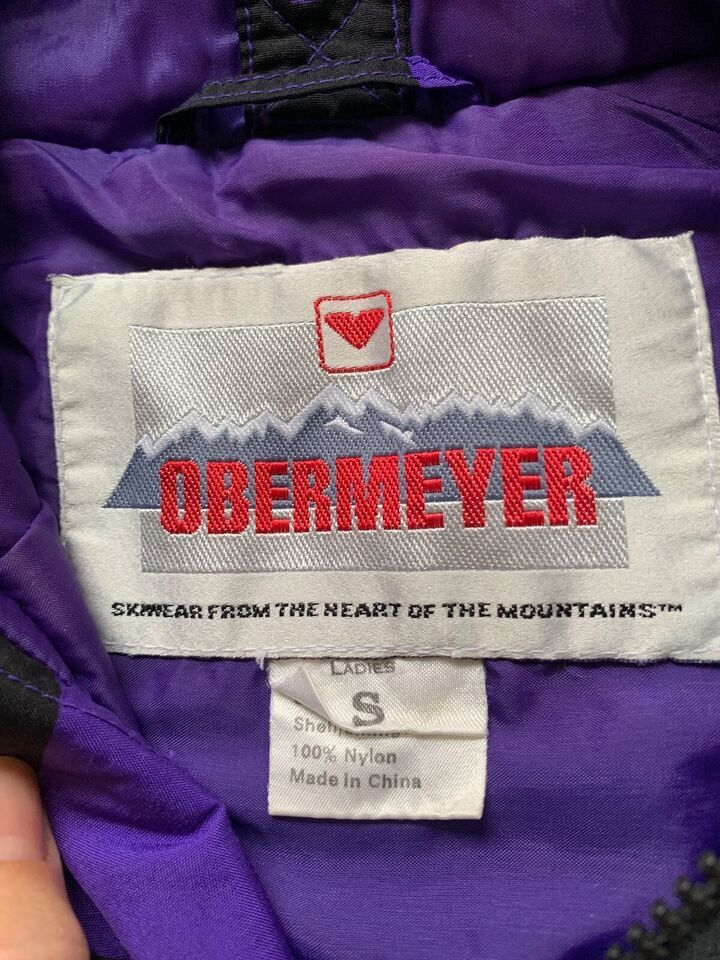 OBERMEYER
SKIWEAR FROM THE HEART OF THE MOUNTAINS™
LADIES
S
100% Nylon
Made In China